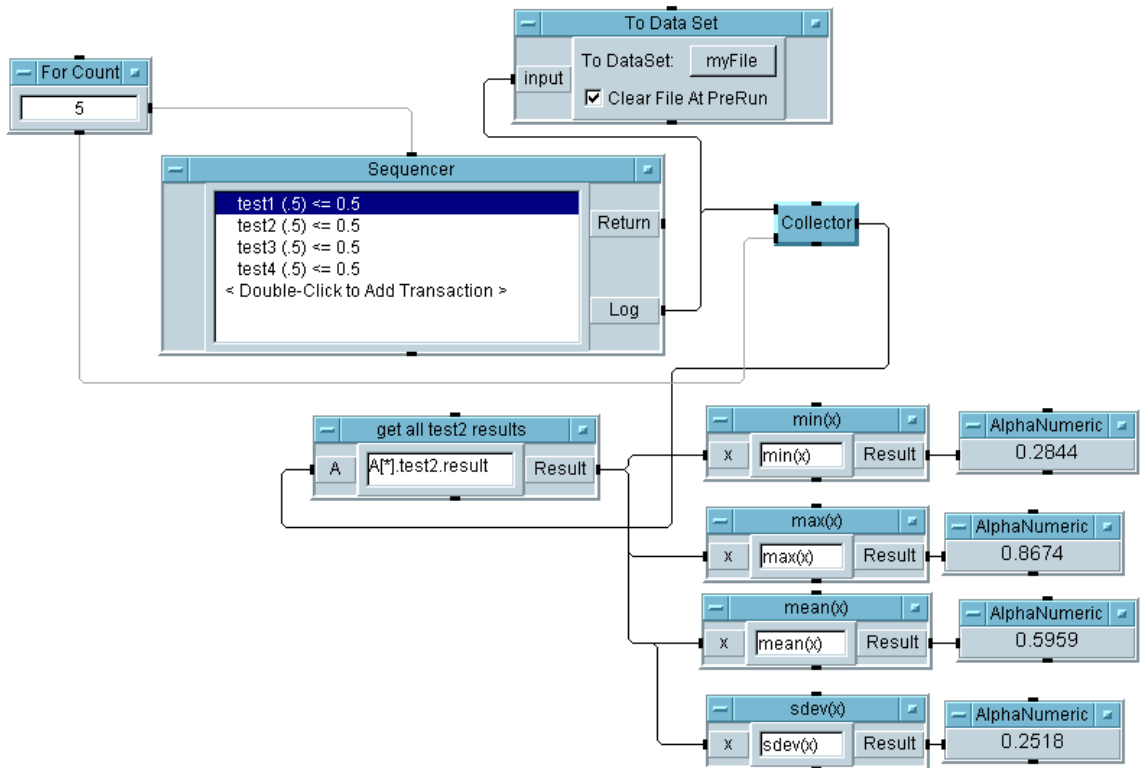 To Data Set
To DataSet: myFile
input
Clear File At PreRun
For Count
5
Sequencer
test1 (.5) <= 0.5
test2 (.5) <= 0.5
test3 (.5) <= 0.5
test4 (.5) <= 0.5
< Double-Click to Add Transaction >
Return
Log
Collector
get all test2 results
A
A[*].test2.result
Result
min(x)
x
min(x)
Result
AlphaNumeric
0.2844
max(x)
x
max(x)
Result
AlphaNumeric
0.8674
mean(x)
x
mean(x)
Result
AlphaNumeric
0.5959
sdev(x)
x
sdev(x)
Result
AlphaNumeric
0.2518